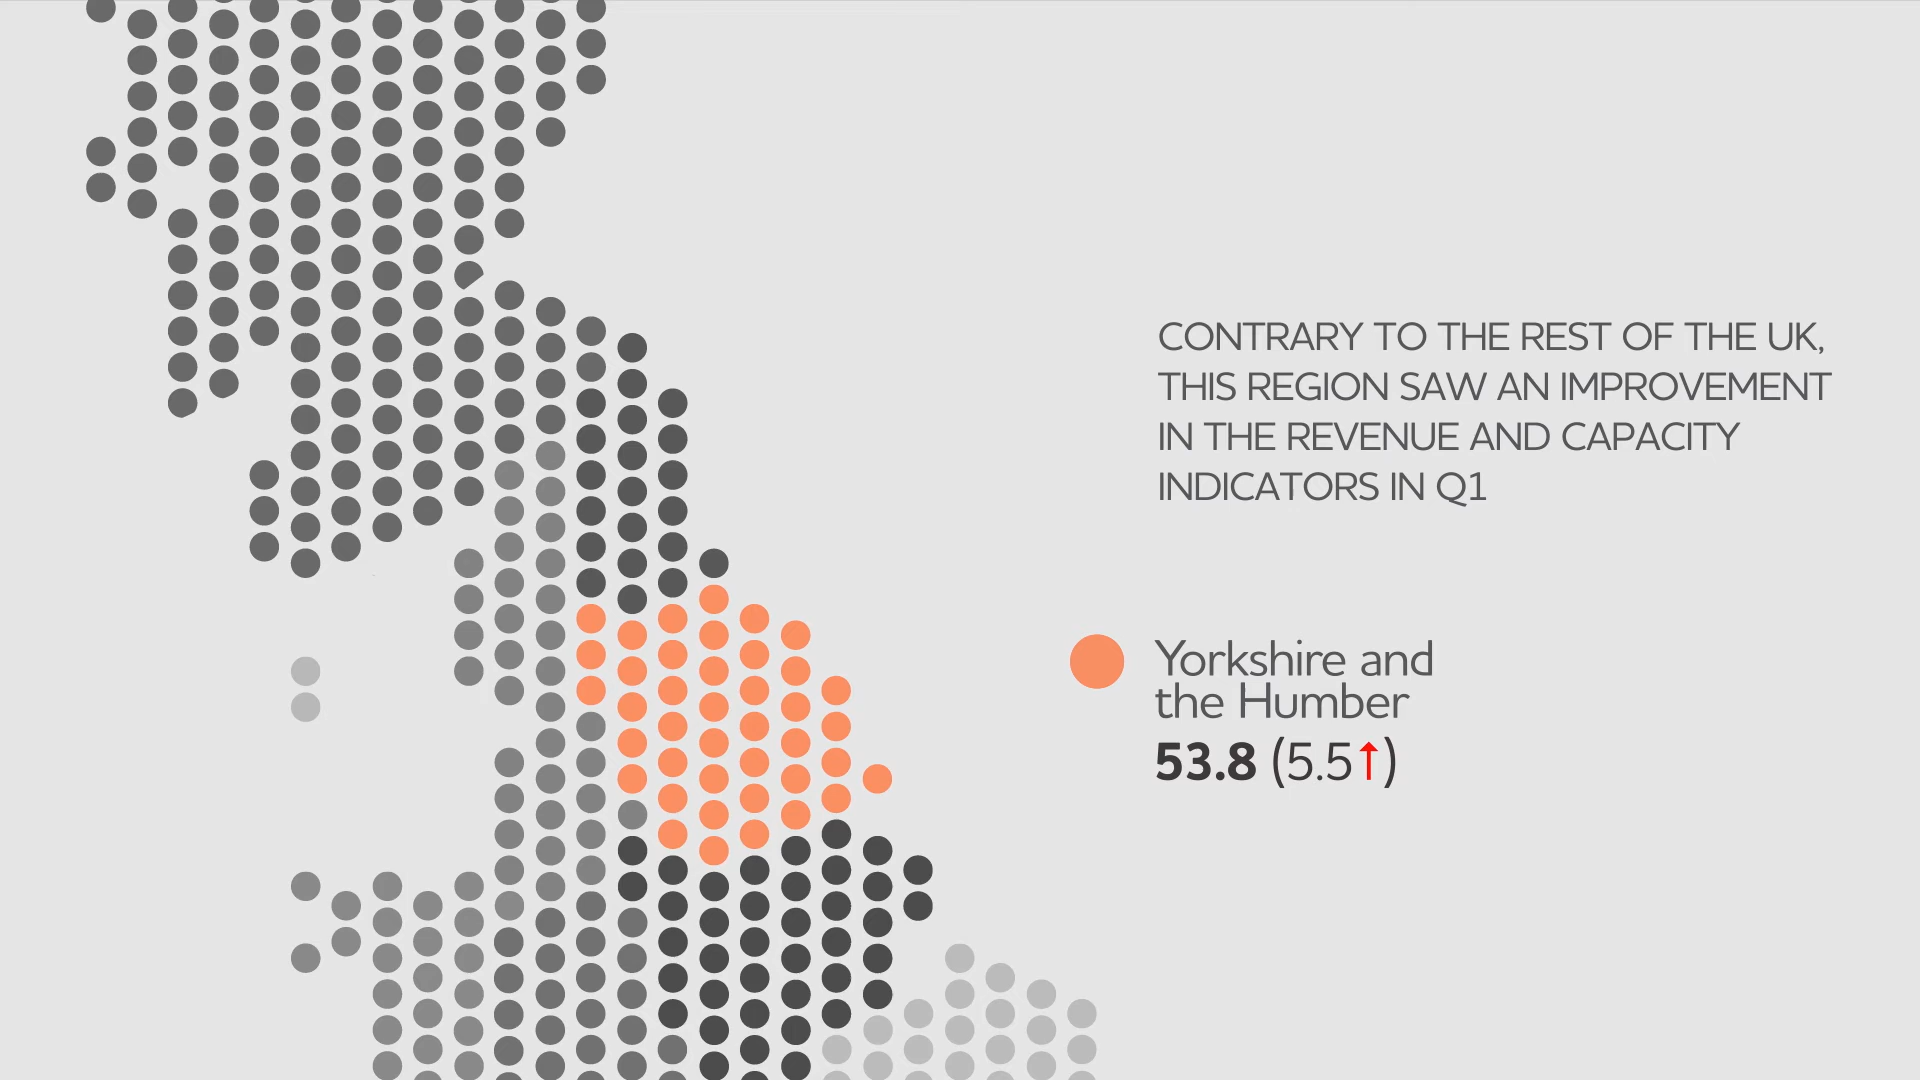 CONTRARY TO THE REST OF THE UK,
THIS REGION SAW AN IMPROVEMENT
IN THE REVENUE AND CAPACITY
INDICATORS IN Q1
Yorkshire and
the Humber
53.8 (5.5↑)